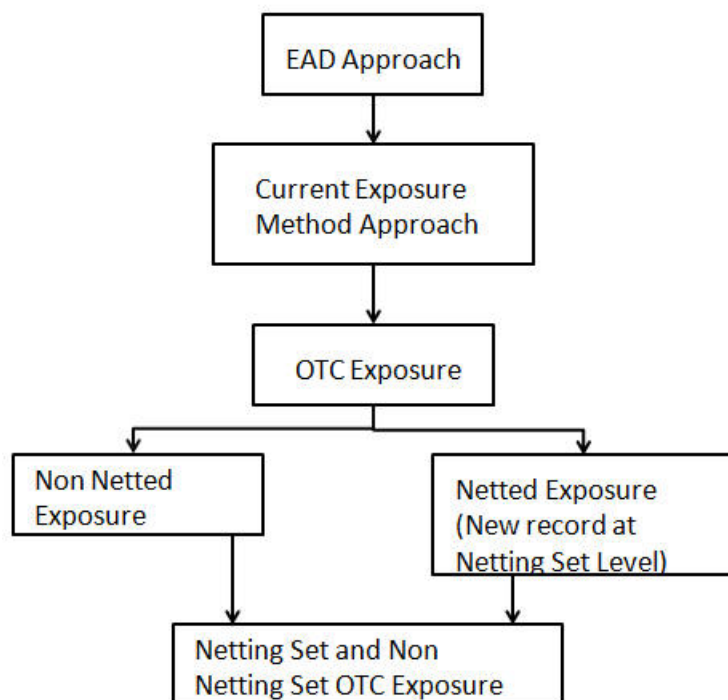 EAD Approach
Current Exposure
Method Approach
OTC Exposure
Non Netted
Exposure
Netted Exposure
(New record at
Netting Set Level)
Netting Set and Non
Netting Set OTC Exposure